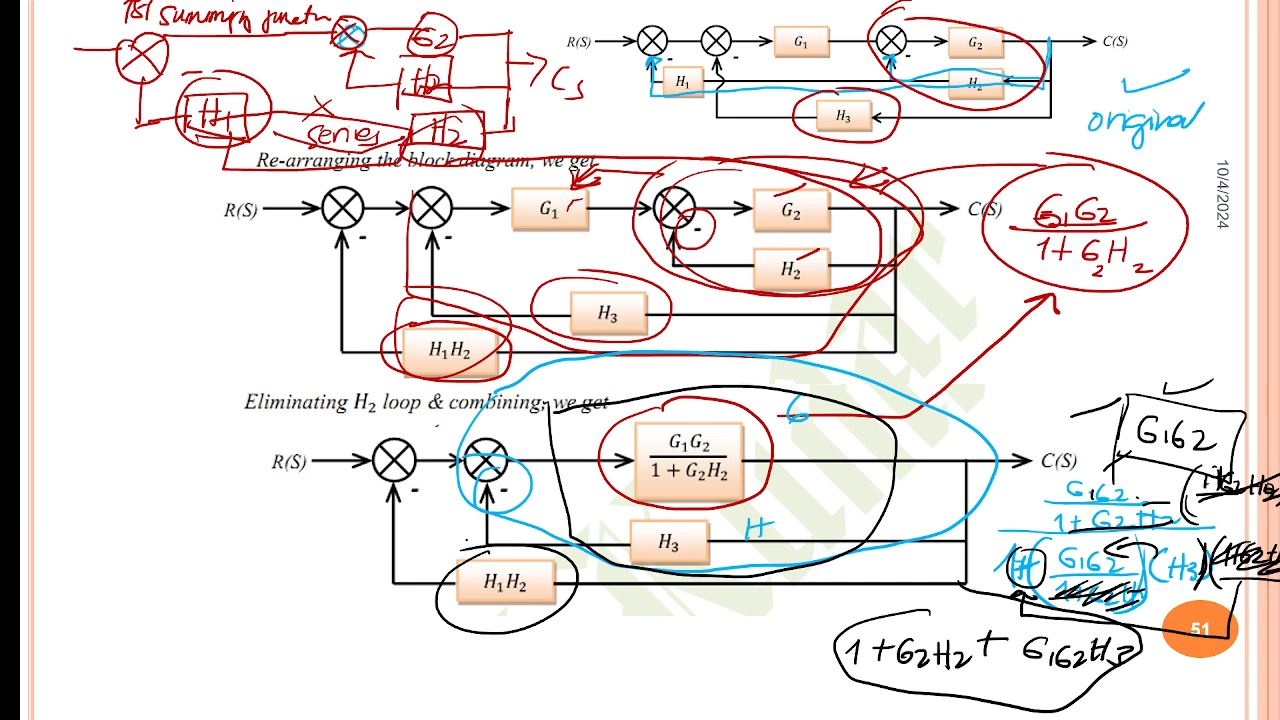 1st Summing junction
G2
H2
Cs
H1
series
H2
R(S)
G₁
G₂
C(S)
H₁
H₂
H₃
original
10/4/2024
Re-arranging the block diagram, we get
R(S)
G₁
G₂
C(S)
-
H₂
H₃
-
-
H₁H₂
G1G2
1+G2H2
Eliminating H₂ loop & combining, we get
R(S)
G₁G₂
1 + G₂H₂
C(S)
-
-
H₃
H₁H₂
G
H
G1G2
G1G2
1+G2H2
G1G2
(H3)
51
1+G2H2+ G1G2H3